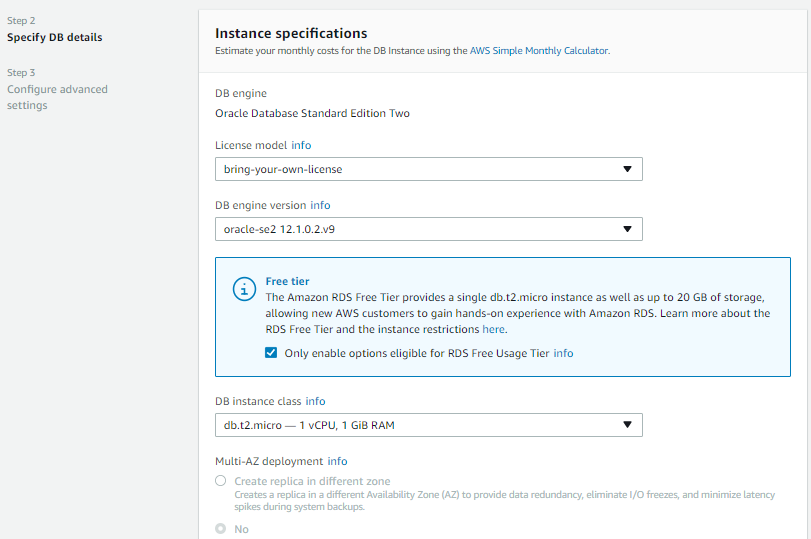 Step 2
Specify DB details
Step 3
Configure advanced
settings
Instance specifications
Estimate your monthly costs for the DB Instance using the AWS Simple Monthly Calculator.
DB engine
Oracle Database Standard Edition Two
License model info
bring-your-own-license
DB engine version info
oracle-se2 12.1.0.2.v9
Free tier
The Amazon RDS Free Tier provides a single db.t2.micro instance as well as up to 20 GB of storage,
allowing new AWS customers to gain hands-on experience with Amazon RDS. Learn more about the
RDS Free Tier and the instance restrictions here.
Only enable options eligible for RDS Free Usage Tier info
DB instance class info
db.t2.micro — 1 vCPU, 1 GiB RAM
Multi-AZ deployment info
Create replica in different zone
Creates a replica in a different Availability Zone (AZ) to provide data redundancy, eliminate I/O freezes, and minimize latency
spikes during system backups.
No